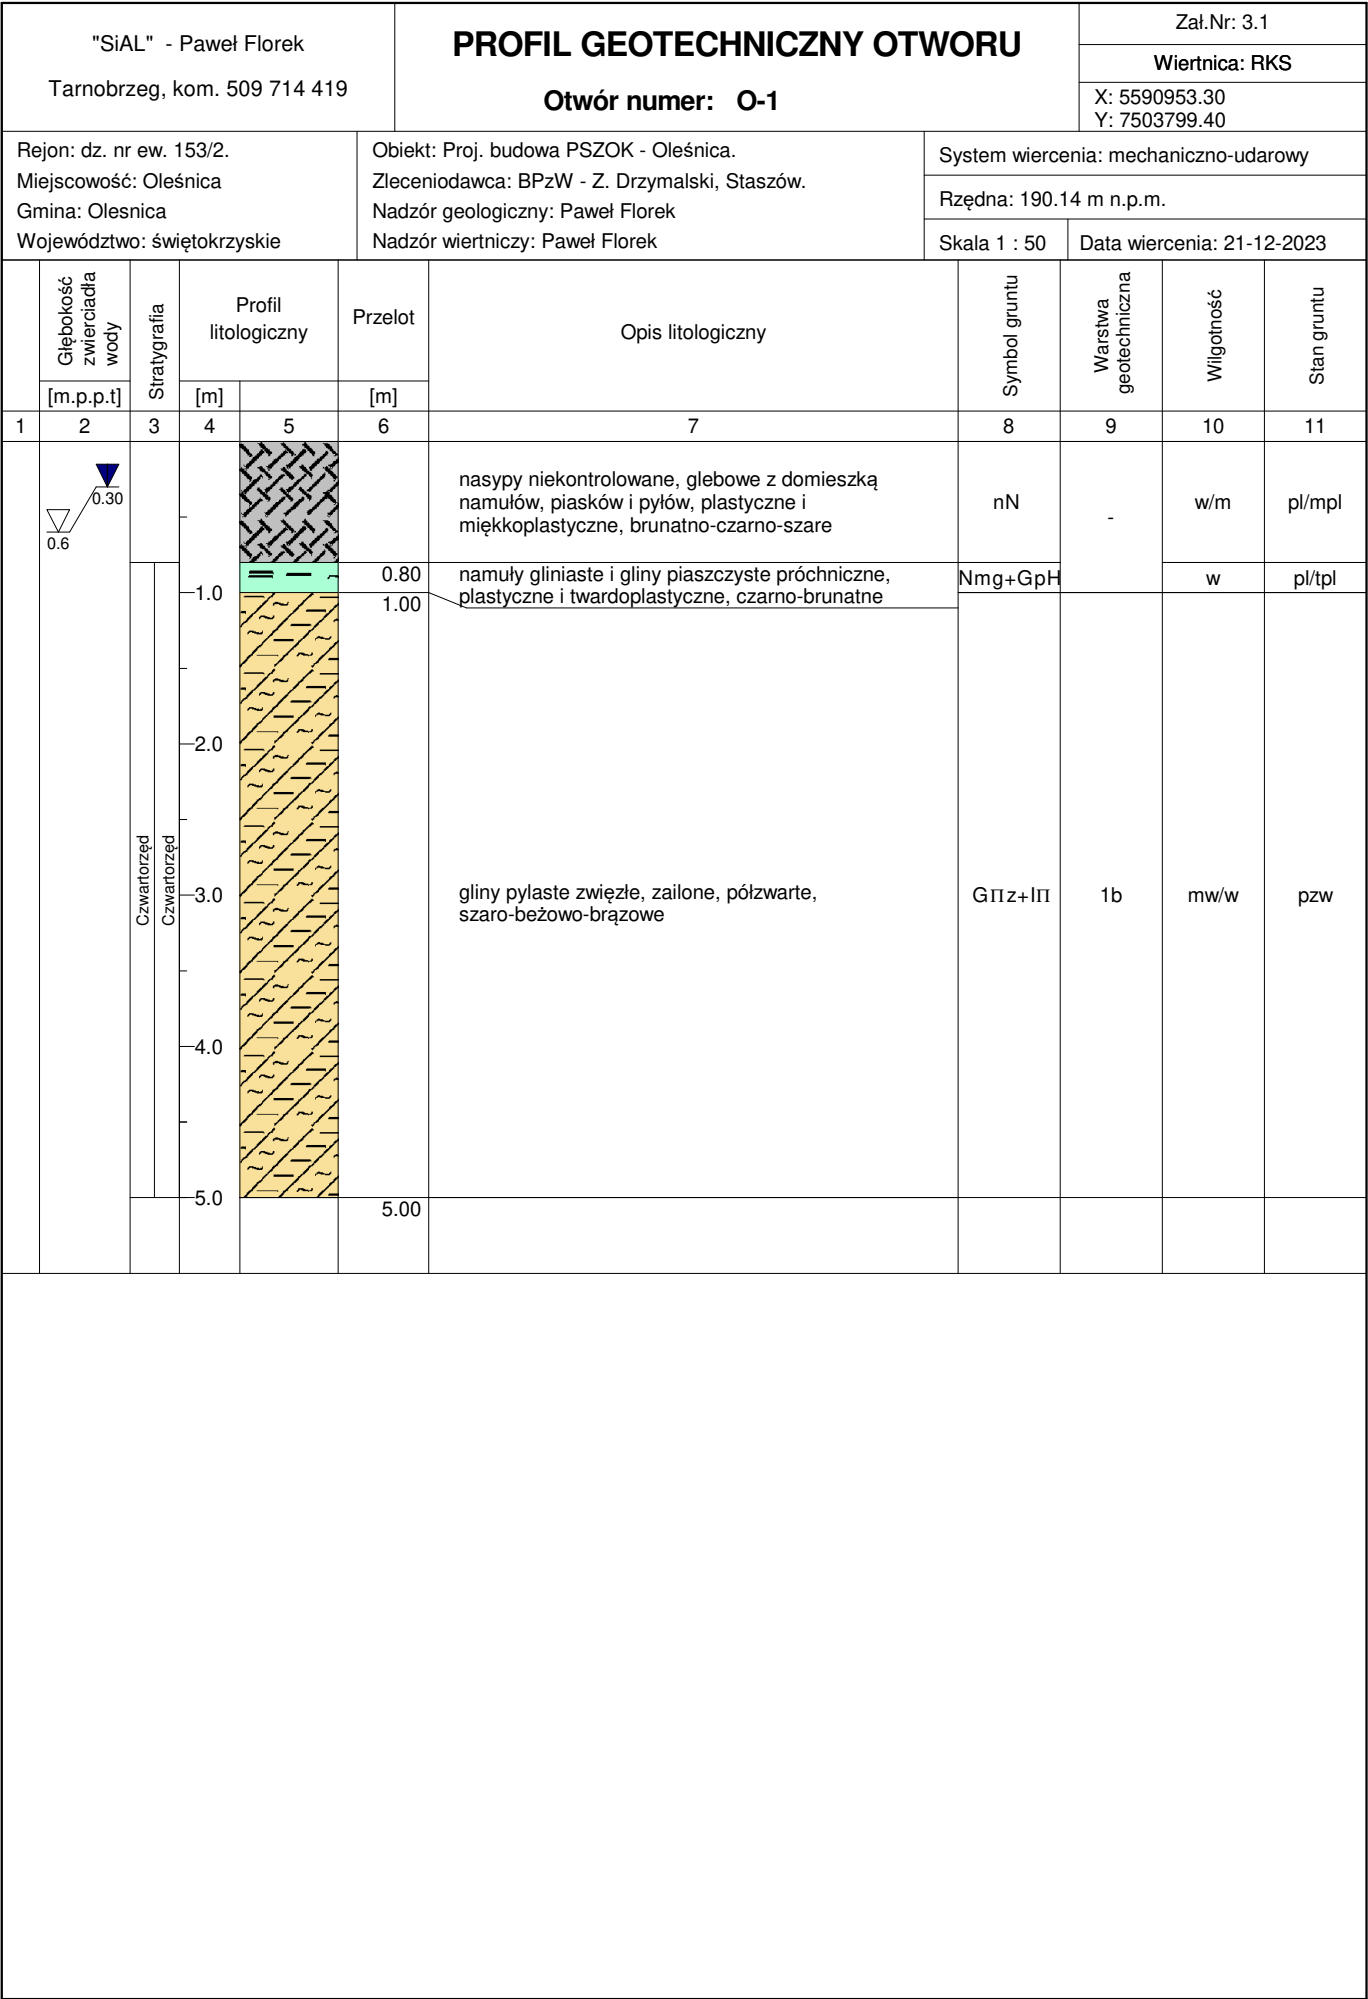 "SiAL" - Paweł Florek
Tarnobrzeg, kom. 509 714 419
PROFIL GEOTECHNICZNY OTWORU
Otwór numer: O-1
Zał.Nr: 3.1
Wiertnica: RKS
X: 5590953.30
Y: 7503799.40
Rejon: dz. nr ew. 153/2.
Miejscowość: Oleśnica
Gmina: Olesnica
Województwo: świętokrzyskie
Obiekt: Proj. budowa PSZOK - Oleśnica.
Zleceniodawca: BPzW - Z. Drzymalski, Staszów.
Nadzór geologiczny: Paweł Florek
Nadzór wiertniczy: Paweł Florek
System wiercenia: mechaniczno-udarowy
Rzędna: 190.14 m n.p.m.
Skala 1 : 50
Data wiercenia: 21-12-2023
Głębokość
zwierciadła
wody
[m.p.p.t]
Stratygrafia
Profil
litologiczny
[m]
Przelot
[m]
Opis litologiczny
Symbol gruntu
Warstwa
geotechniczna
Wilgotność
Stan gruntu
1 2 3 4 5 6 7 8 9 10 11
0.30
0.6
nasypy niekontrolowane, glebowe z domieszką
namułów, piasków i pyłów, plastyczne i
miękkoplastyczne, brunatno-czarno-szare
nN
-
w/m
pl/mpl
0.80
namuły gliniaste i gliny piaszczyste próchniczne,
plastyczne i twardoplastyczne, czarno-brunatne
Nmg+GpH
w
pl/tpl
1.0
1.00
2.0
Czwartorzęd
Czwartorzęd
3.0
gliny pylaste zwięzłe, zailone, półzwarte,
szaro-beżowo-brązowe
GΠz+IΠ
1b
mw/w
pzw
4.0
5.0
5.00